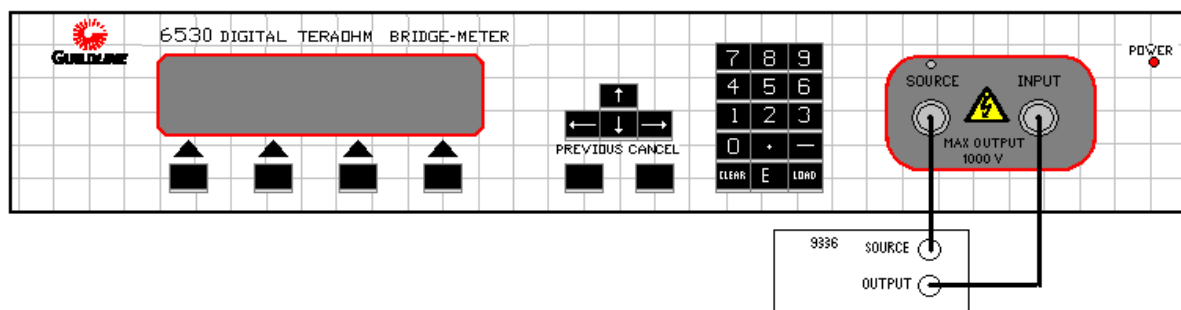 GUILDLINE
6530 DIGITAL TERAOHM BRIDGE-METER
PREVIOUS CANCEL
7 8 9
4 5 6
1 2 3
0 . —
CLEAR E LOAD
SOURCE INPUT
MAX OUTPUT
1000 V
POWER
9336 SOURCE
OUTPUT